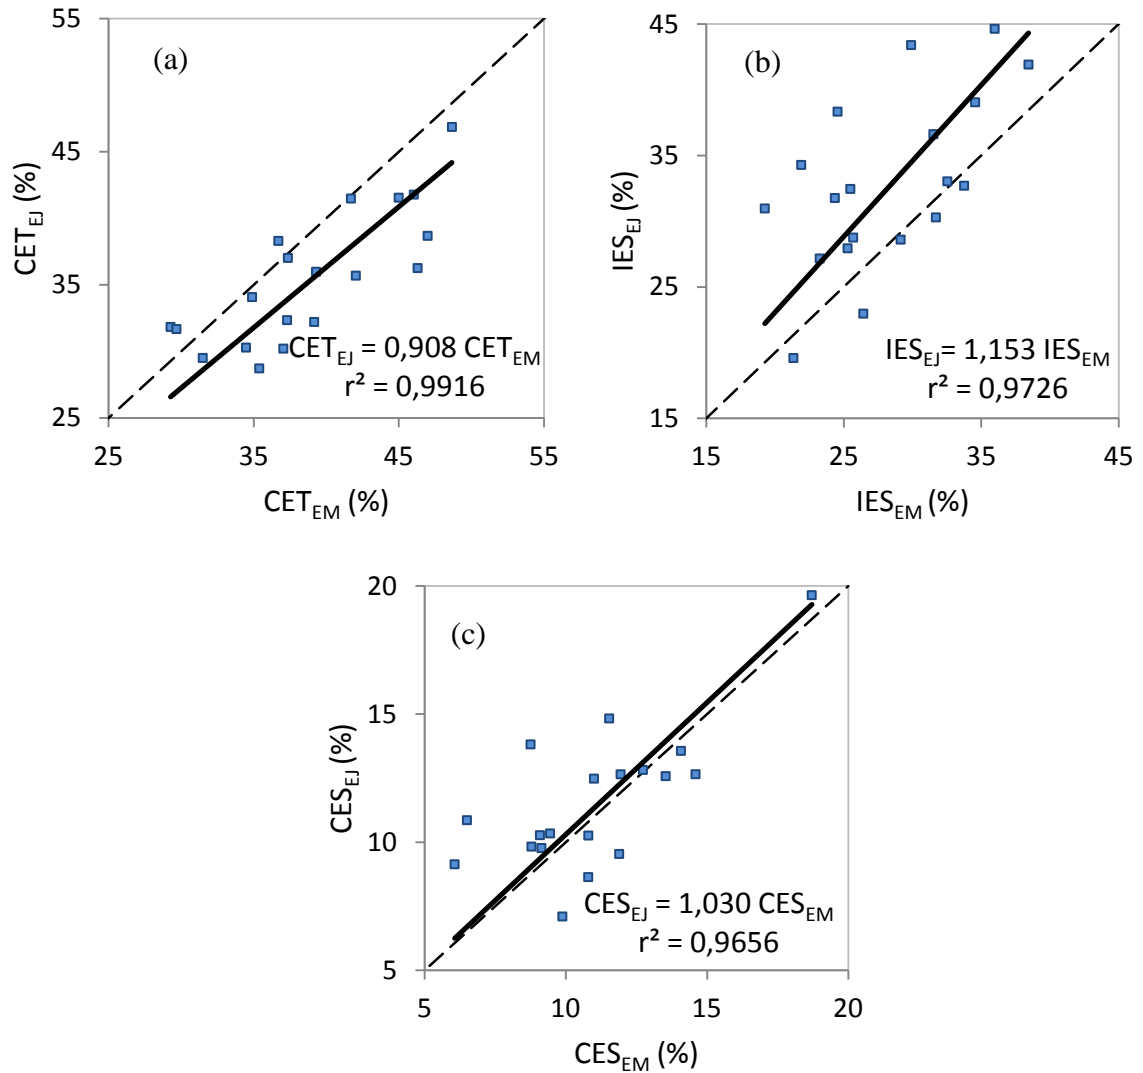 (a)
55
45
35
25
CET_EJ (%)
CET_EJ = 0,908 CET_EM
r² = 0,9916
25 35 45 55
CET_EM (%)
(b)
45
35
25
15
IES_EJ (%)
IES_EJ= 1,153 IES_EM
r² = 0,9726
15 25 35 45
IES_EM (%)
(c)
20
15
10
5
CES_EJ (%)
CES_EJ = 1,030 CES_EM
r² = 0,9656
5 10 15 20
CES_EM (%)